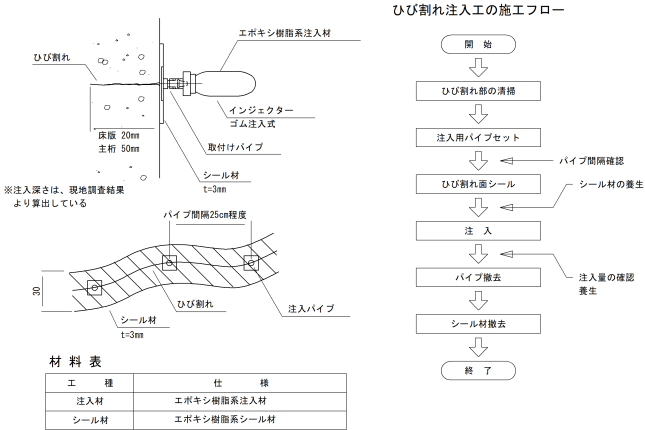 ひび割れ注入工の施工フロー
エポキシ樹脂系注入材
ひび割れ
インジェクター
ゴム注入式
床版 20mm
主桁 50mm
取付けパイプ
シール材
t=3mm
※注入深さは、現地調査結果
より算出している
パイプ間隔25cm程度
30
ひび割れ
注入パイプ
シール材
t=3mm
材 料 表
工 種 仕 様
注入材 エポキシ樹脂系注入材
シール材 エポキシ樹脂系シール材
開 始
ひび割れ部の清掃
注入用パイプセット
パイプ間隔確認
ひび割れ面シール
シール材の養生
注 入
注入量の確認
養生
パイプ撤去
シール材撤去
終 了